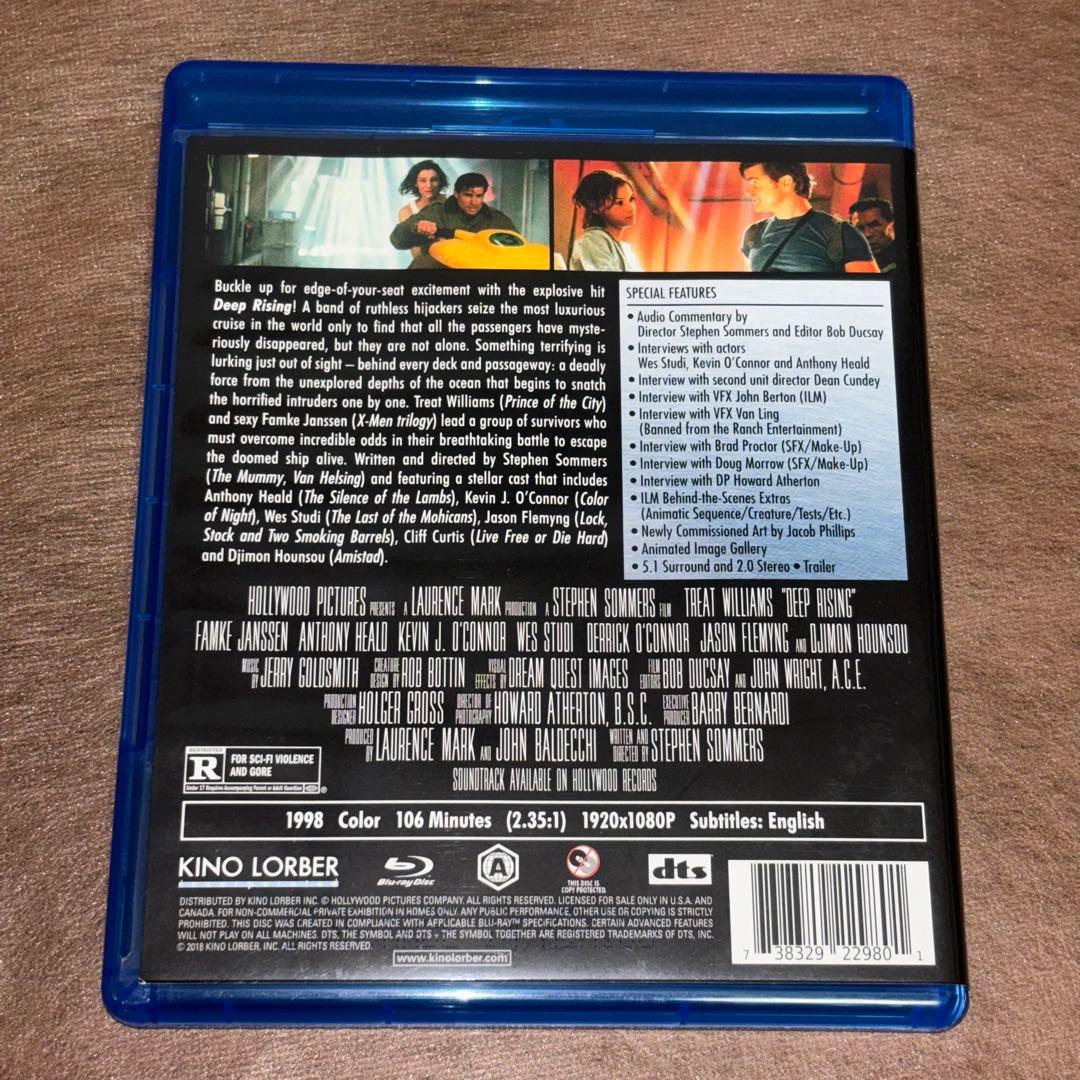 Buckle up for edge-of-your-seat excitement with the explosive hit
Deep Rising! A band of ruthless hijackers seize the most luxurious
cruise in the world only to find that all the passengers have myste-
riously disappeared, but they are not alone. Something terrifying is
lurking just out of sight – behind every deck and passageway: a deadly
force from the unexplored depths of the ocean that begins to snatch
the horrified intruders one by one. Treat Williams (Prince of the City)
and sexy Famke Janssen (X-Men trilogy) lead a group of survivors who
must overcome incredible odds in their breathtaking battle to escape
the doomed ship alive. Written and directed by Stephen Sommers
(The Mummy, Van Helsing) and featuring a stellar cast that includes
Anthony Heald (The Silence of the Lambs), Kevin J. O'Connor (Color
of Night), Wes Studi (The Last of the Mohicans), Jason Flemyng (Lock,
Stock and Two Smoking Barrels), Cliff Curtis (Live Free or Die Hard)
and Djimon Hounsou (Amistad).
SPECIAL FEATURES
• Audio Commentary by
Director Stephen Sommers and Editor Bob Ducsay
• Interviews with actors
Wes Studi, Kevin O'Connor and Anthony Heald
• Interview with second unit director Dean Cundey
• Interview with VFX John Berton (ILM)
• Interview with VFX Van Ling
(Banned from the Ranch Entertainment)
• Interview with Brad Proctor (SFX/Make-Up)
• Interview with Doug Morrow (SFX/Make-Up)
• Interview with DP Howard Atherton
• ILM Behind-the-Scenes Extras
(Animatic Sequence/Creature/Tests/Etc.)
• Newly Commissioned Art by Jacob Phillips
• Animated Image Gallery
• 5.1 Surround and 2.0 Stereo • Trailer
HOLLYWOOD PICTURES PRESENTS A LAURENCE MARK PRODUCTION A STEPHEN SOMMERS FILM TREAT WILLIAMS "DEEP RISING"
FAMKE JANSSEN ANTHONY HEALD KEVIN J. O'CONNOR WES STUDI DERRICK O'CONNOR JASON FLEMYNG AND DJIMON HOUNSOU
MUSIC BY JERRY GOLDSMITH CREATURE DESIGN BY ROB BOTTIN VISUAL EFFECTS BY DREAM QUEST IMAGES FILM EDITORS BOB DUCSAY AND JOHN WRIGHT, A.C.E.
PRODUCTION DESIGNER HOLGER GROSS DIRECTOR OF PHOTOGRAPHY HOWARD ATHERTON, B.S.C. EXECUTIVE PRODUCER BARRY BERNARDI
PRODUCED BY LAURENCE MARK AND JOHN BALDECCHI WRITTEN AND DIRECTED BY STEPHEN SOMMERS
SOUNDTRACK AVAILABLE ON HOLLYWOOD RECORDS
RESTRICTED
R
FOR SCI-FI VIOLENCE
AND GORE
Under 17 Requires Accompanying Parent or Adult Guardian
1998 Color 106 Minutes (2.35:1) 1920x1080P Subtitles: English
KINO LORBER
Blu-ray Disc
A
THIS DISC IS
COPY PROTECTED.
dts
DISTRIBUTED BY KINO LORBER INC. © HOLLYWOOD PICTURES COMPANY. ALL RIGHTS RESERVED. LICENSED FOR SALE ONLY IN U.S.A. AND
CANADA. FOR NON-COMMERCIAL PRIVATE EXHIBITION IN HOMES ONLY. ANY PUBLIC PERFORMANCE, OTHER USE OR COPYING IS STRICTLY
PROHIBITED. THIS DISC WAS CREATED IN COMPLIANCE WITH APPLICABLE BLU-RAY™ SPECIFICATIONS. CERTAIN ADVANCED FEATURES
WILL NOT PLAY ON ALL MACHINES. DTS, THE SYMBOL AND DTS + THE SYMBOL TOGETHER ARE REGISTERED TRADEMARKS OF DTS, INC.
© 2018 KINO LORBER, INC. ALL RIGHTS RESERVED.
www.kinolorber.com
7 38329 22980 1